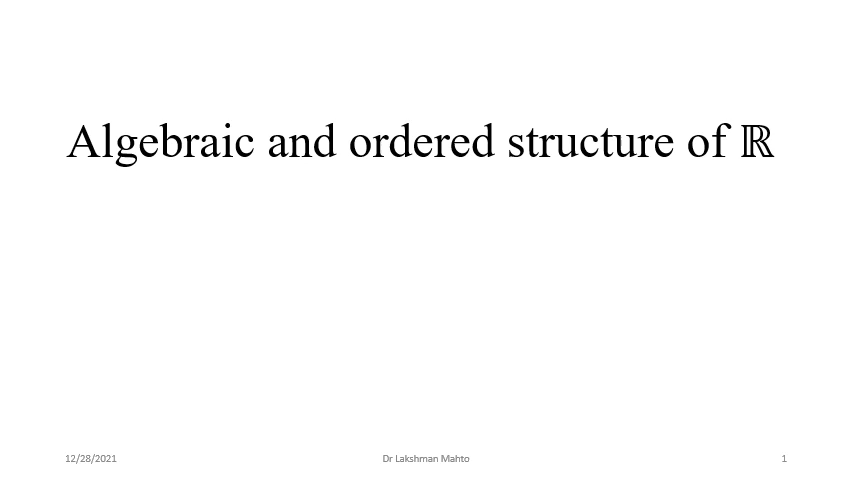 Algebraic and ordered structure of ℝ
12/28/2021
Dr Lakshman Mahto
1